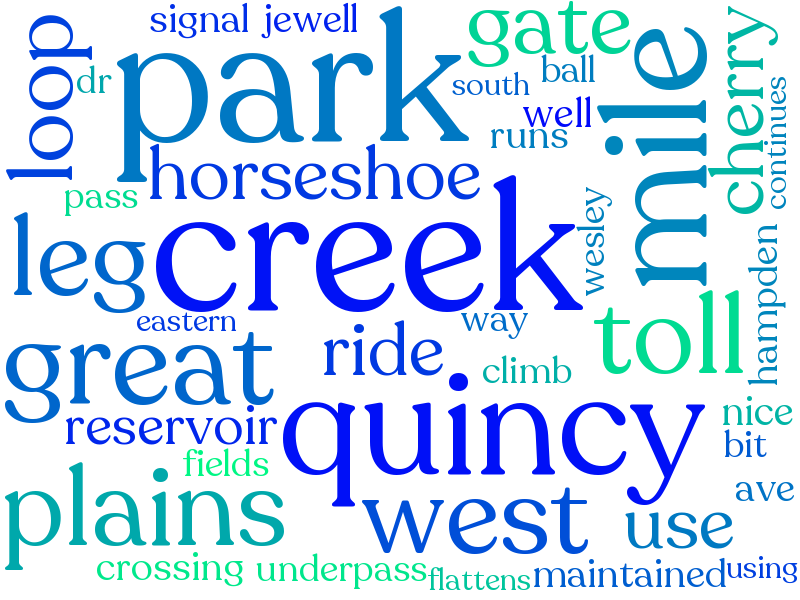 signal jewell
gate
loop
dr
park
south
ball
mile
cherry
continues
well
runs
horseshoe
pass
leg
creek
wesley
hampden
eastern
way
great
ride
toll
climb
quincy
nice
reservoir
bit
fields
plains
west
use
ave
crossing
underpass
flattens
maintained
using